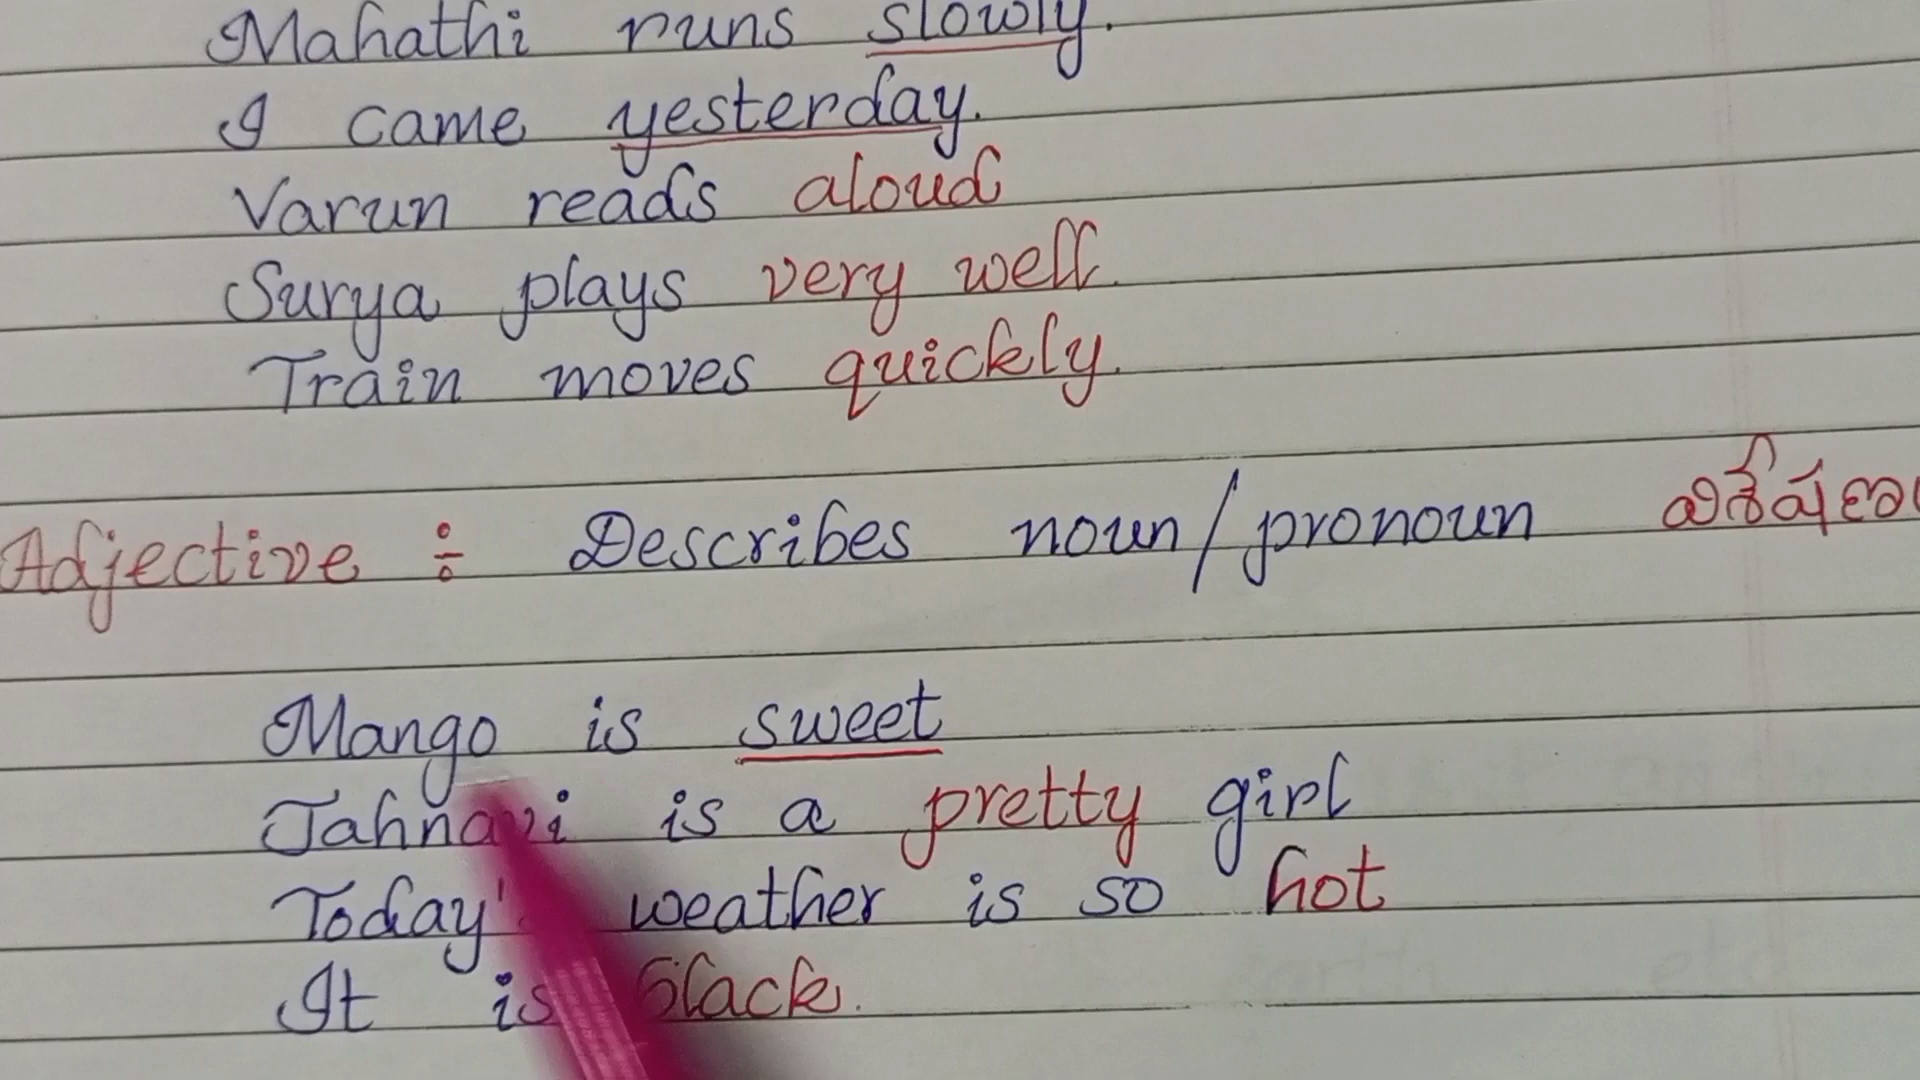 Mahathi runs slowly.
I came yesterday.
Varun reads aloud
Surya plays very well.
Train moves quickly.
Adjective ÷ Describes noun/pronoun
Mango is sweet
Jahnavi is a pretty girl
Today' weather is so hot
It is black.